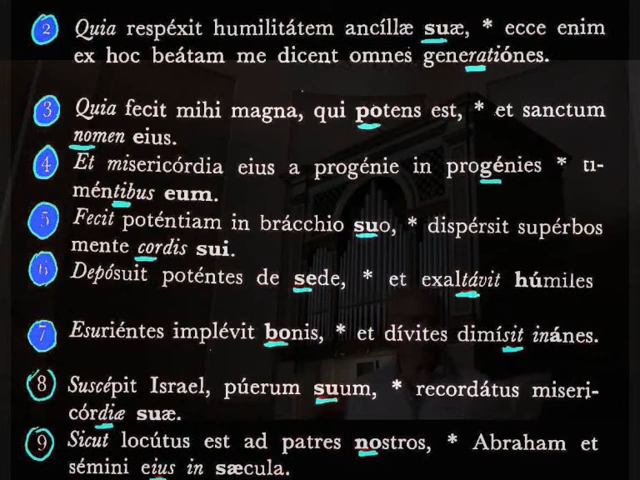 2 Quia respéxit humilitátem ancíllæ suæ, * ecce enim
ex hoc beátam me dicent omnes generatiónes.
3 Quia fecit mihi magna, qui potens est, * et sanctum
nomen eius.
4 Et misericórdia eius a progénie in progénies * ti-
méntibus eum.
5 Fecit poténtiam in brácchio suo, * dispérsit supérbos
mente cordis sui.
6 Depósuit poténtes de sede, * et exaltávit húmiles
7 Esuriéntes implévit bonis, * et dívites dimísit inánes.
8 Suscépit Israel, púerum suum, * recordátus miseri-
córdiæ suæ.
9 Sicut locútus est ad patres nostros, * Abraham et
sémini eius in sæcula.